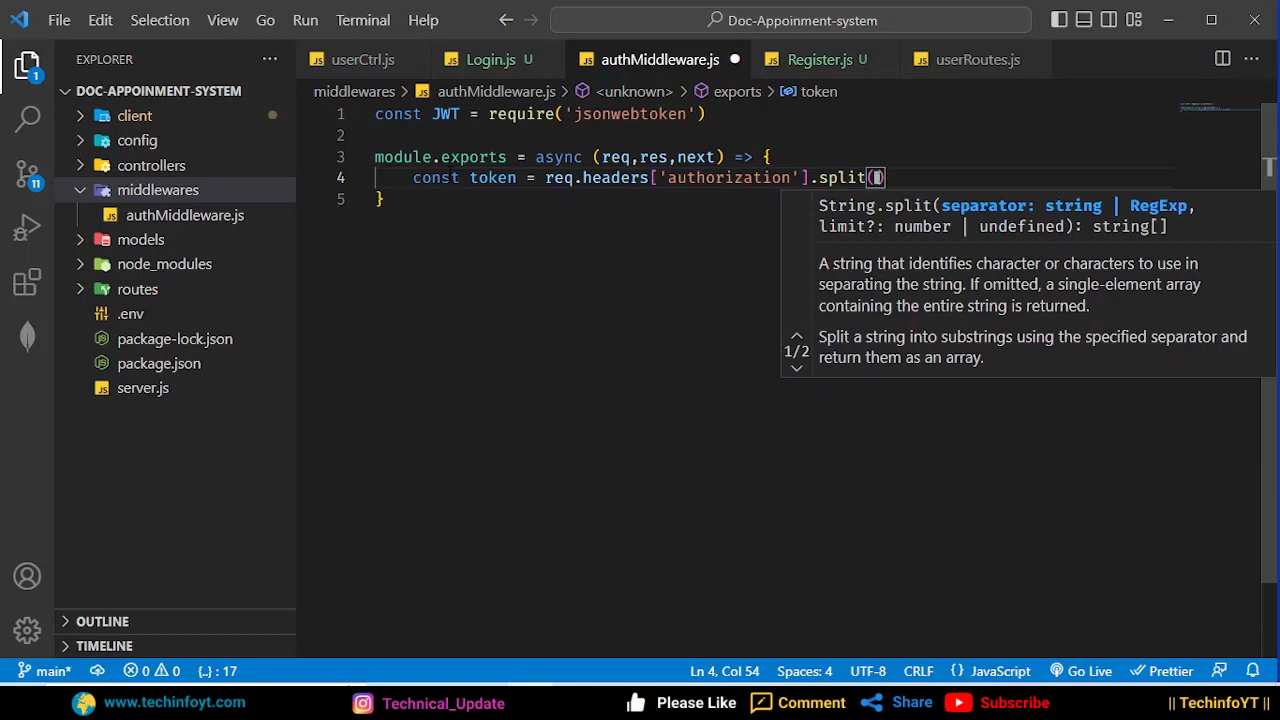 File Edit Selection View Go Run Terminal Help
Doc-Appoinment-system
EXPLORER
userCtrl.js
Login.js U
authMiddleware.js
Register.js U
userRoutes.js
1
DOC-APPOINMENT-SYSTEM
middlewares > authMiddleware.js > <unknown> > exports > token
client
config
controllers
middlewares
authMiddleware.js
models
node_modules
routes
.env
package-lock.json
package.json
server.js
11
1 const JWT = require('jsonwebtoken')
2
3 module.exports = async (req,res,next) => {
4 const token = req.headers['authorization'].split()
5 }
String.split(separator: string | RegExp,
limit?: number | undefined): string[]
A string that identifies character or characters to use in
separating the string. If omitted, a single-element array
containing the entire string is returned.
1/2
Split a string into substrings using the specified separator and
return them as an array.
OUTLINE
TIMELINE
main* 0 0 {..} : 17 Ln 4, Col 54 Spaces: 4 UTF-8 CRLF {} JavaScript Go Live Prettier
www.techinfoyt.com Technical_Update Please Like Comment Share Subscribe || TechinfoYT ||